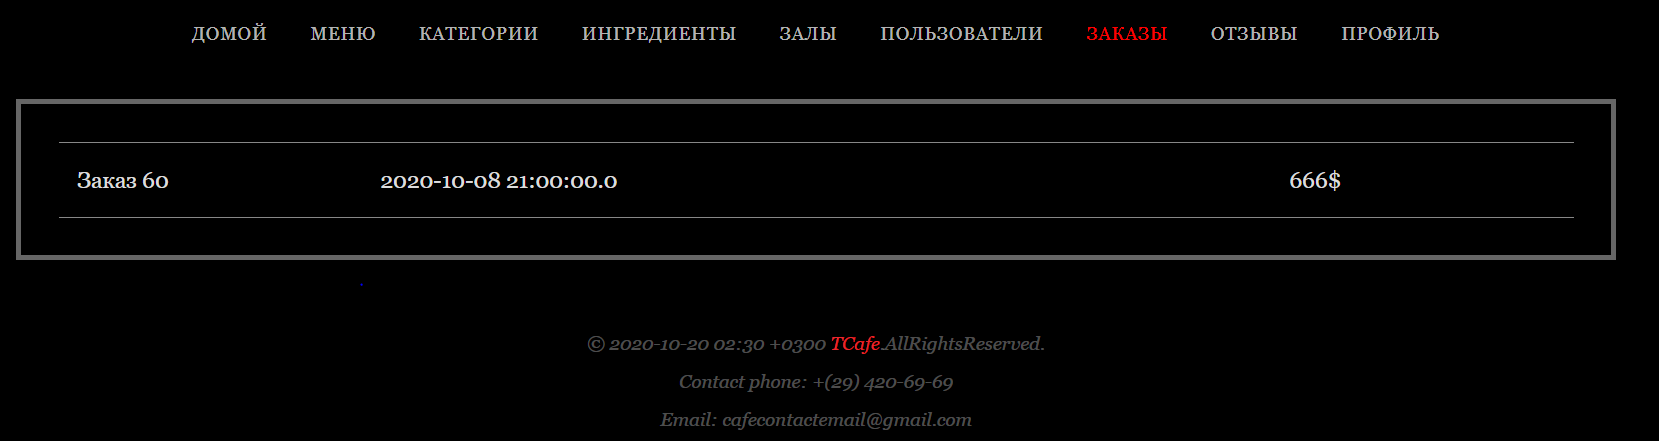 ДОМОЙ МЕНЮ КАТЕГОРИИ ИНГРЕДИЕНТЫ ЗАЛЫ ПОЛЬЗОВАТЕЛИ ЗАКАЗЫ ОТЗЫВЫ ПРОФИЛЬ
Заказ 60 2020-10-08 21:00:00.0 666$
© 2020-10-20 02:30 +0300 TCafe.AllRightsReserved.
Contact phone: +(29) 420-69-69
Email: cafecontactemail@gmail.com